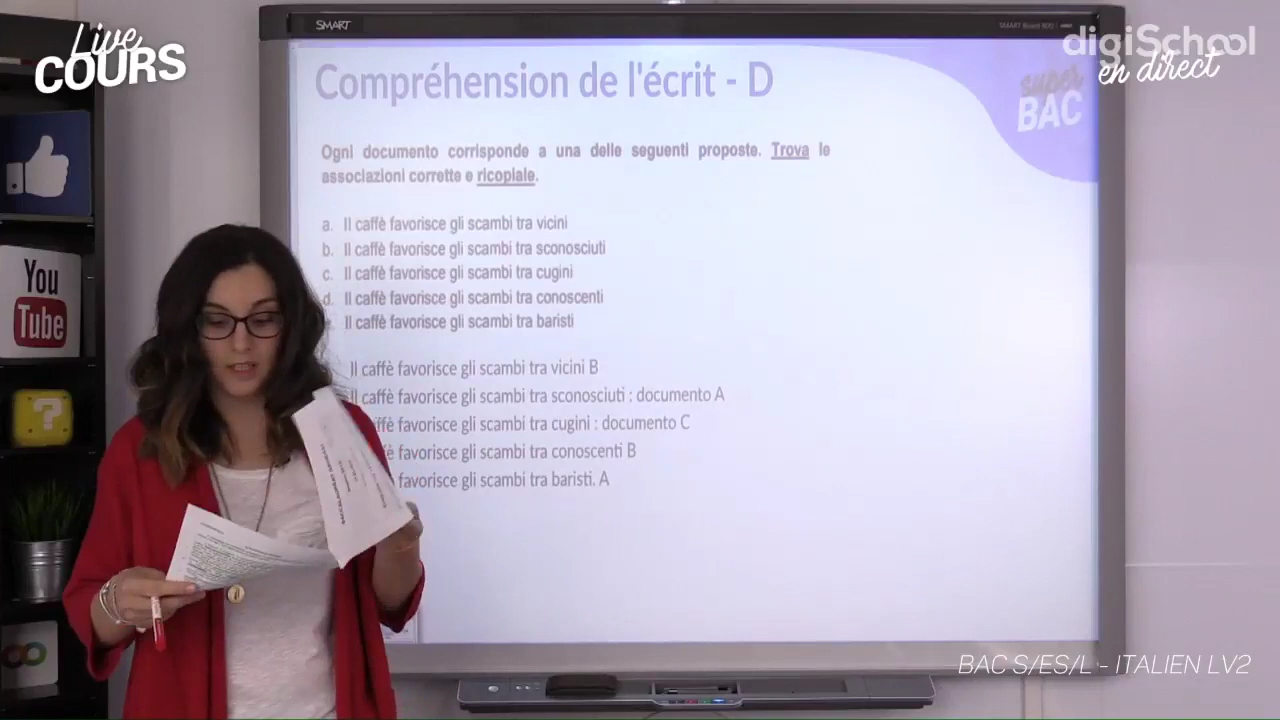 Live
COURS
SMART
digiSchool
en direct
super
BAC
Compréhension de l'écrit - D
Ogni documento corrisponde a una delle seguenti proposte. Trova le
associazioni corrette e ricopiale.
a. Il caffè favorisce gli scambi tra vicini
b. Il caffè favorisce gli scambi tra sconosciuti
c. Il caffè favorisce gli scambi tra cugini
d. Il caffè favorisce gli scambi tra conoscenti
Il caffè favorisce gli scambi tra baristi
Il caffè favorisce gli scambi tra vicini B
Il caffè favorisce gli scambi tra sconosciuti : documento A
favorisce gli scambi tra cugini : documento C
favorisce gli scambi tra conoscenti B
favorisce gli scambi tra baristi. A
You
Tube
?
BAC S/ES/L - ITALIEN LV2